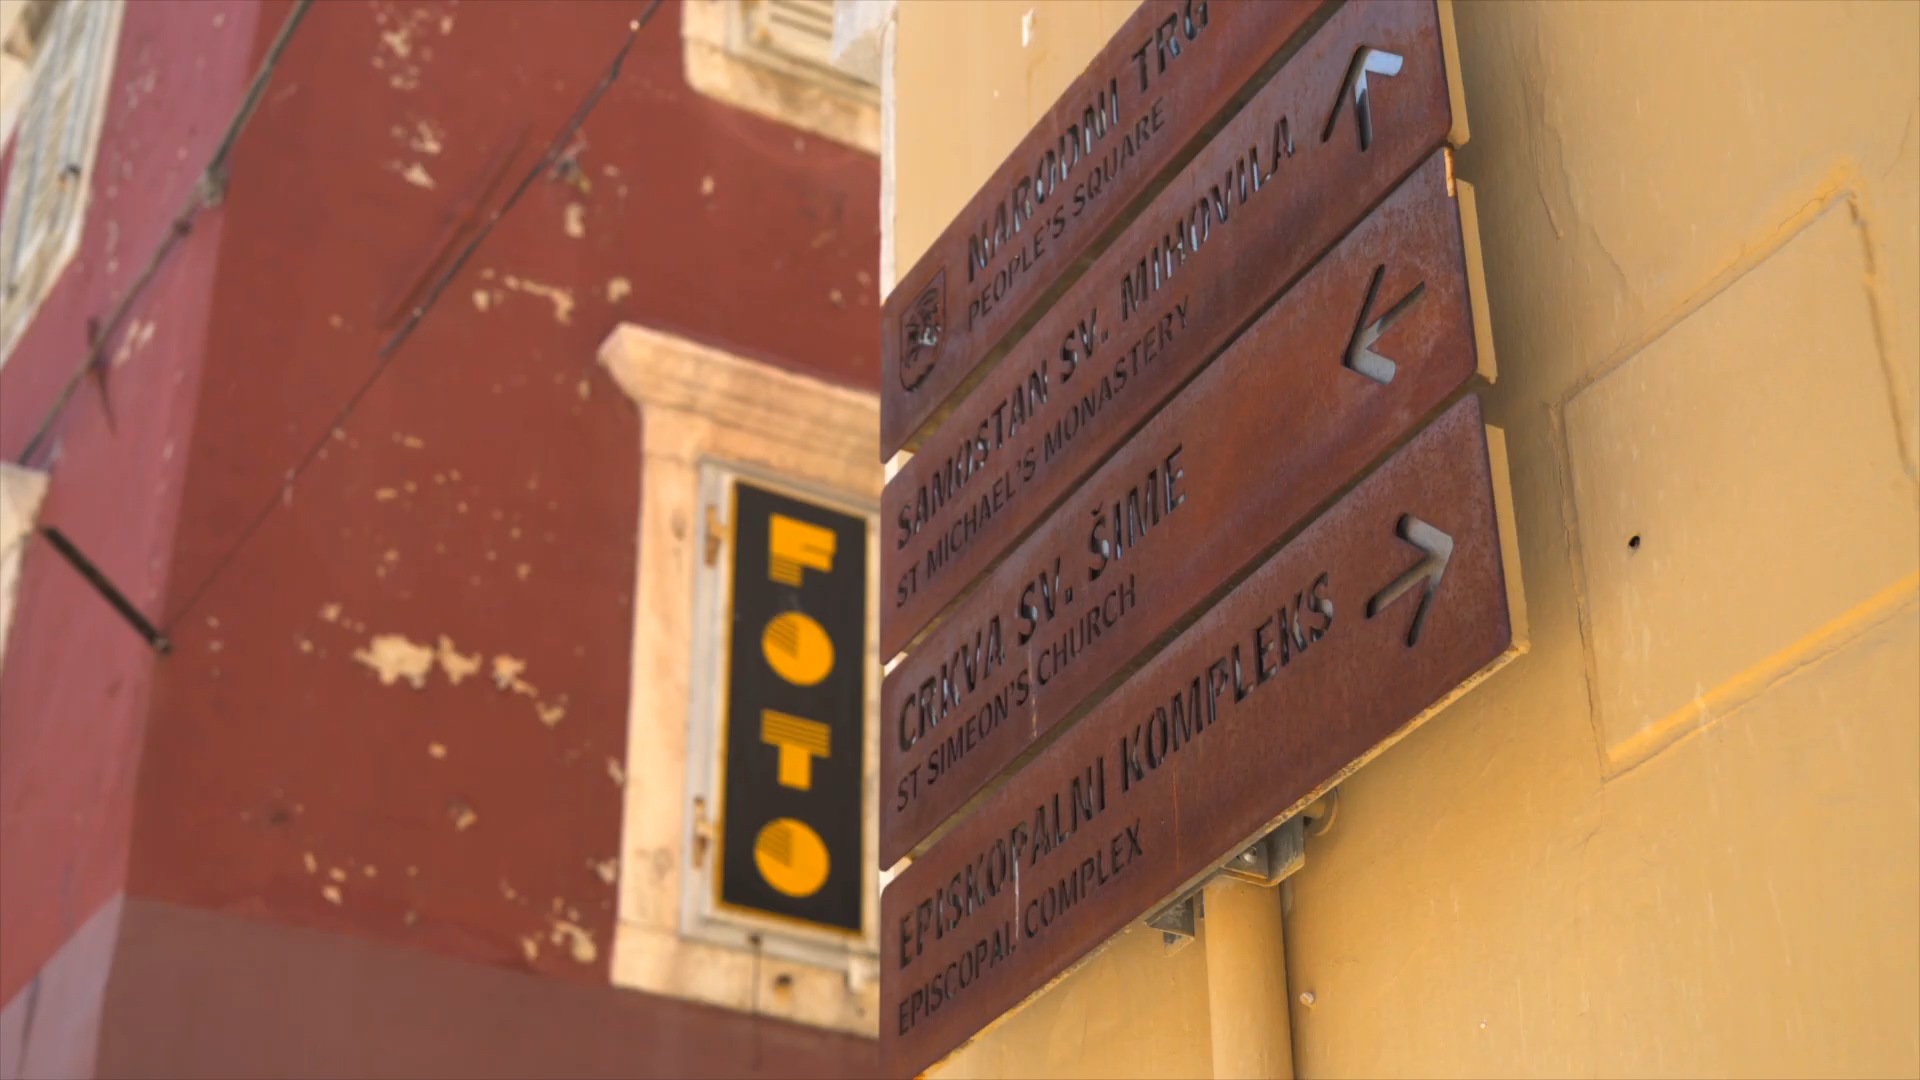 NARODNI TRG
PEOPLE'S SQUARE
SAMOSTAN SV. MIHOVILA
ST MICHAEL'S MONASTERY
CRKVA SV. ŠIME
ST SIMEON'S CHURCH
EPISKOPALNI KOMPLEKS
EPISCOPAL COMPLEX
FOTO